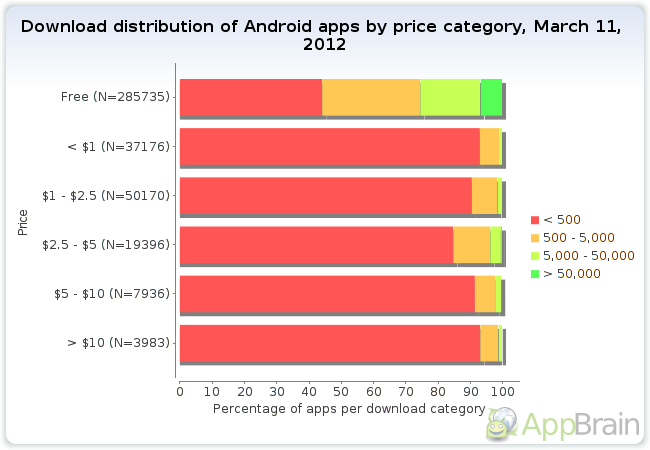 Download distribution of Android apps by price category, March 11,
2012
Price
Free (N=285735)
< $1 (N=37176)
$1 - $2.5 (N=50170)
$2.5 - $5 (N=19396)
$5 - $10 (N=7936)
> $10 (N=3983)
0 10 20 30 40 50 60 70 80 90 100
Percentage of apps per download category
< 500
500 - 5,000
5,000 - 50,000
> 50,000
AppBrain